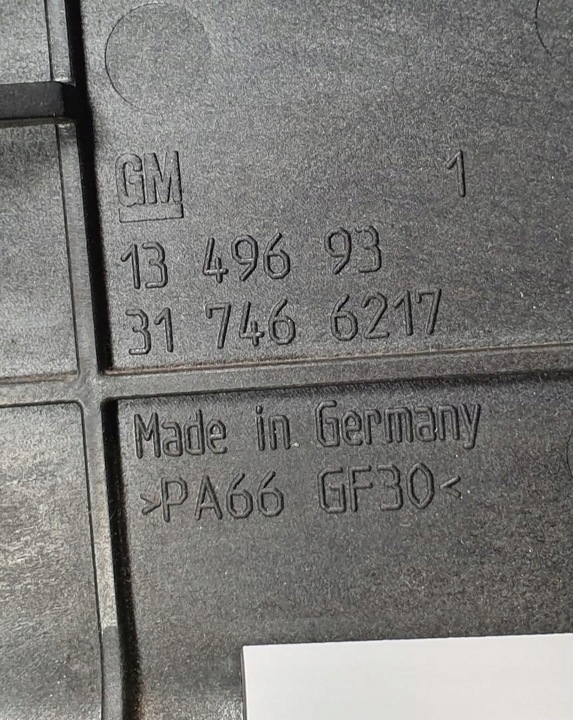 GM 1
13 496 93
31 746 6217
Made in Germany
>PA66 GF30<